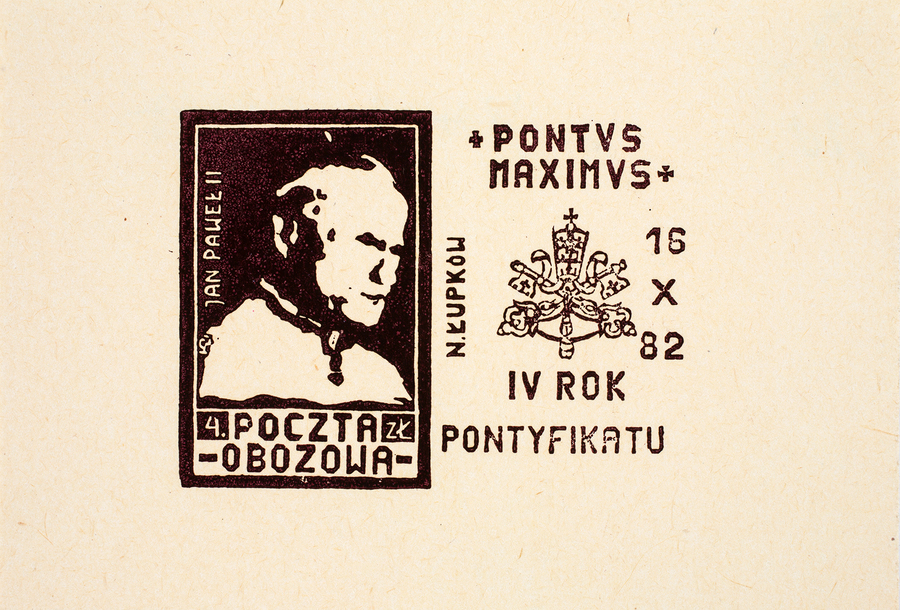 JAN PAWEŁ II
4. POCZTA ZŁ
-OBOZOWA-
N.ŁUPKÓW
+PONTVS
MAXIMVS+
16
X
82
IV ROK
PONTYFIKATU